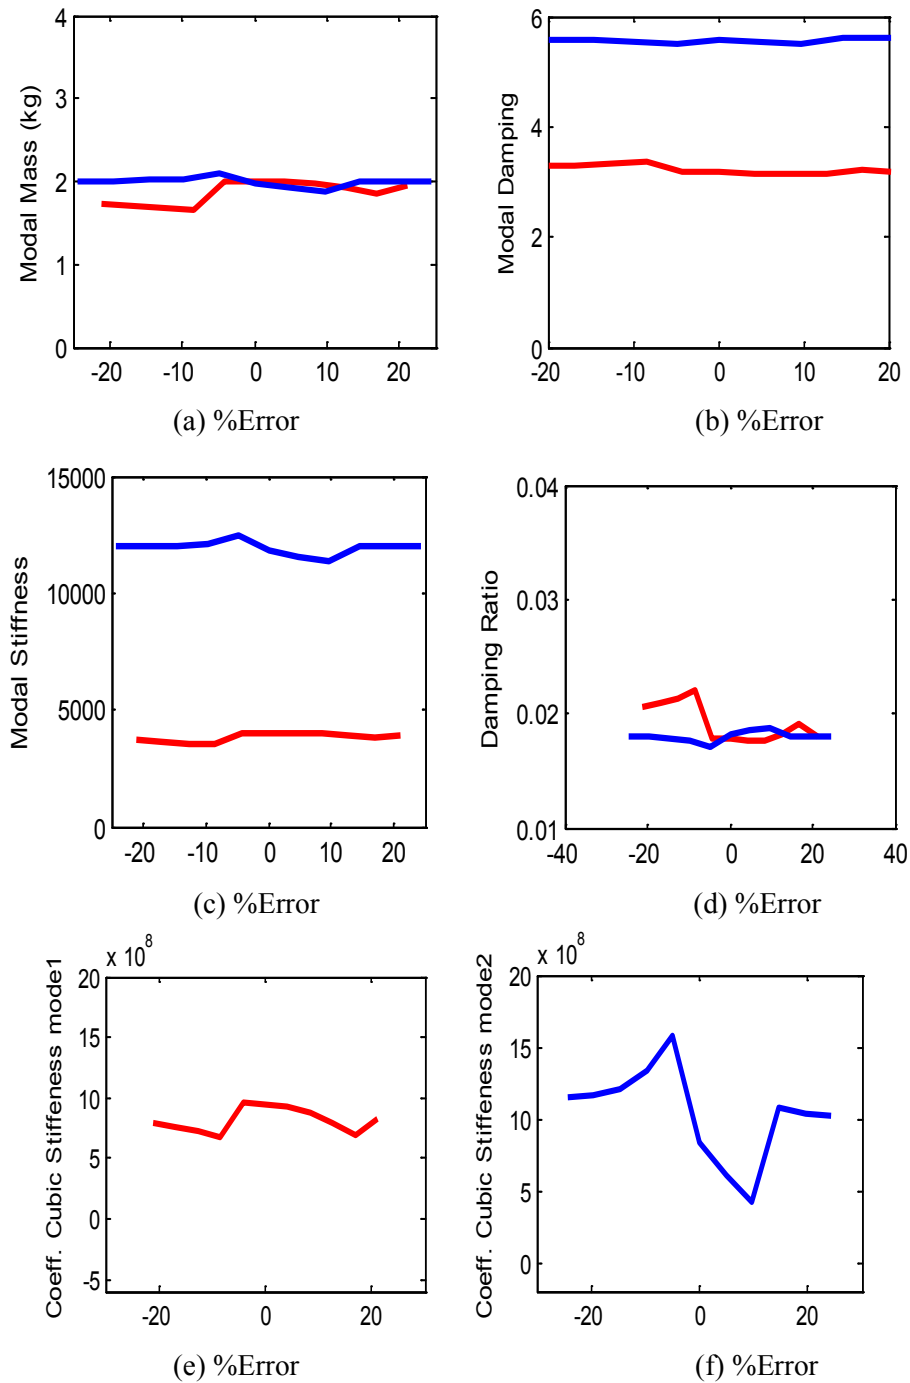 Modal Mass (kg)
4
3
2
1
0
-20 -10 0 10 20
(a) %Error
Modal Damping
6
4
2
0
-20 -10 0 10 20
(b) %Error
Modal Stiffness
15000
10000
5000
0
-20 -10 0 10 20
(c) %Error
Damping Ratio
0.04
0.03
0.02
0.01
-40 -20 0 20 40
(d) %Error
Coeff. Cubic Stiffeness mode1
x 10^8
20
15
10
5
0
-5
-20 0 20
(e) %Error
Coeff. Cubic Stiffeness mode2
x 10^8
20
15
10
5
0
-20 0 20
(f) %Error